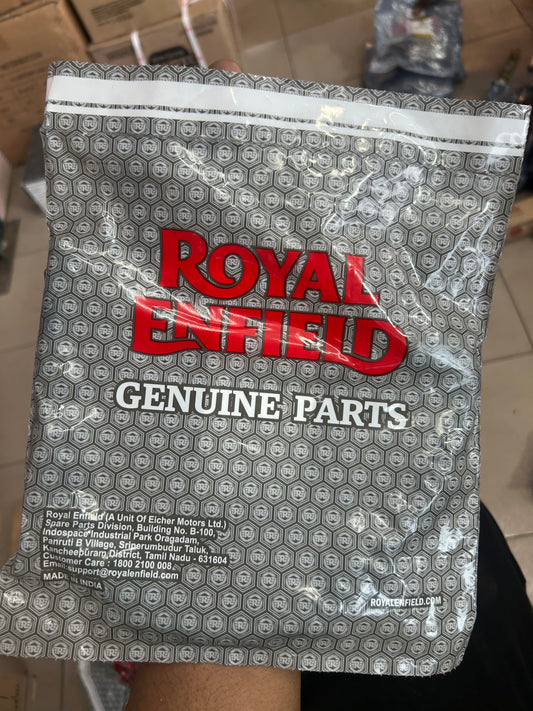 ROYAL
ENFIELD
GENUINE PARTS
Royal Enfield (A Unit Of Eicher Motors Ltd.)
Spare Parts Division, Building No. B-100,
Indospace Industrial Park Oragadam,
Panruti B Village, Sriperumbudur Taluk,
Kancheepuram District, Tamil Nadu - 631604
Customer Care : 1800 2100 008
Email support@royalenfield.com
MADE IN INDIA
ROYALENFIELD.COM